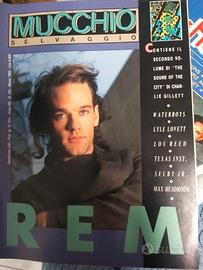 MUCCHIO
SELVAGGIO
CONTIENE IL
SECONDO VO-
LUME DI "THE
SOUND OF THE
CITY" DI CHAR-
LIE GILLETT
WATERBOYS
LYLE LOVETT
LOU REED
TEXAS INST.
SELBY JR.
MAX HEADROOM
REM